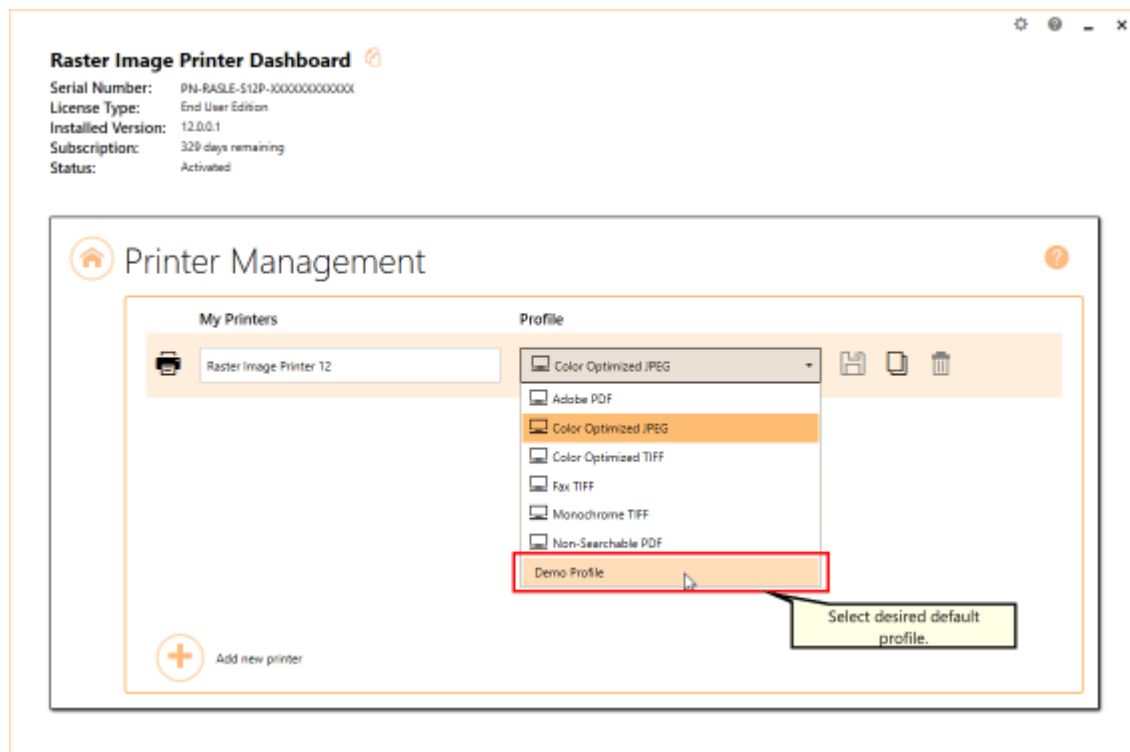 Raster Image Printer Dashboard
Serial Number: PN-RASLE-S12P-XXXXXXXXXXXX
License Type: End User Edition
Installed Version: 12.0.0.1
Subscription: 329 days remaining
Status: Activated
Printer Management
My Printers Profile
Raster Image Printer 12 Color Optimized JPEG
Adobe PDF
Color Optimized JPEG
Color Optimized TIFF
Fax TIFF
Monochrome TIFF
Non-Searchable PDF
Demo Profile
Select desired default
profile.
Add new printer